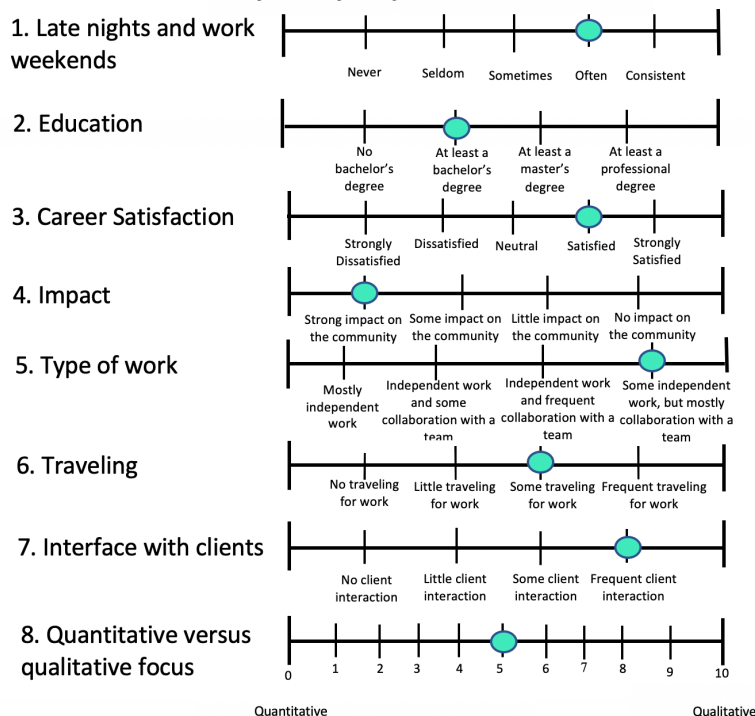 1. Late nights and work
weekends
Never Seldom Sometimes Often Consistent
2. Education
No At least a At least a At least a
bachelor's bachelor's master's professional
degree degree degree degree
3. Career Satisfaction
Strongly Dissatisfied Neutral Satisfied Strongly
Dissatisfied Satisfied
4. Impact
Strong impact on Some impact on Little impact on No impact on
the community the community the community the community
5. Type of work
Mostly Independent work Independent work Some independent
independent and some and frequent work, but mostly
work collaboration with a collaboration with a collaboration with a
team team team
6. Traveling
No traveling Little traveling Some traveling Frequent traveling
for work for work for work for work
7. Interface with clients
No client Little client Some client Frequent client
interaction interaction interaction interaction
8. Quantitative versus
qualitative focus
0 1 2 3 4 5 6 7 8 9 10
Quantitative Qualitative